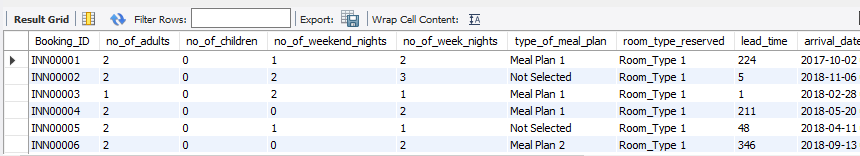 Result Grid Filter Rows: Export: Wrap Cell Content: IA
Booking_ID no_of_adults no_of_children no_of_weekend_nights no_of_week_nights type_of_meal_plan room_type_reserved lead_time arrival_date
INN00001 2 0 1 2 Meal Plan 1 Room_Type 1 224 2017-10-02
INN00002 2 0 2 3 Not Selected Room_Type 1 5 2018-11-06
INN00003 1 0 2 1 Meal Plan 1 Room_Type 1 1 2018-02-28
INN00004 2 0 0 2 Meal Plan 1 Room_Type 1 211 2018-05-20
INN00005 2 0 1 1 Not Selected Room_Type 1 48 2018-04-11
INN00006 2 0 0 2 Meal Plan 2 Room_Type 1 346 2018-09-13